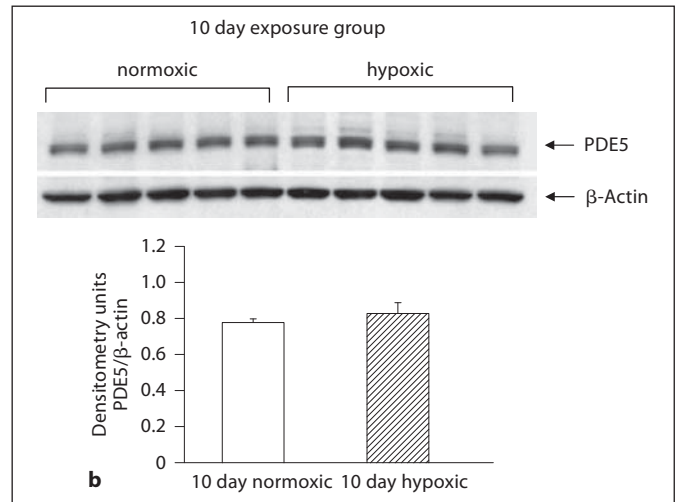 10 day exposure group
normoxic hypoxic
PDE5
β-Actin
Densitometry units
PDE5/β-actin
1.2
1.0
0.8
0.6
0.4
0.2
0
10 day normoxic 10 day hypoxic
b